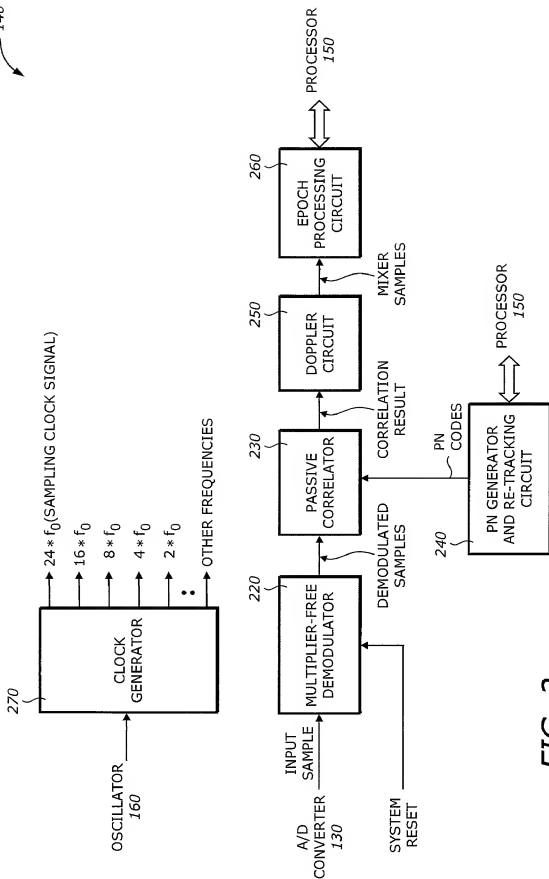 140
270
CLOCK
GENERATOR
OSCILLATOR
160
24 * f0 (SAMPLING CLOCK SIGNAL)
16 * f0
8 * f0
4 * f0
2 * f0
OTHER FREQUENCIES
A/D
CONVERTER
130
INPUT
SAMPLE
SYSTEM
RESET
220
MULTIPLIER-FREE
DEMODULATOR
DEMODULATED
SAMPLES
230
PASSIVE
CORRELATOR
CORRELATION
RESULT
250
DOPPLER
CIRCUIT
MIXER
SAMPLES
260
EPOCH
PROCESSING
CIRCUIT
PROCESSOR
150
PN
CODES
240
PN GENERATOR
AND RE-TRACKING
CIRCUIT
PROCESSOR
150